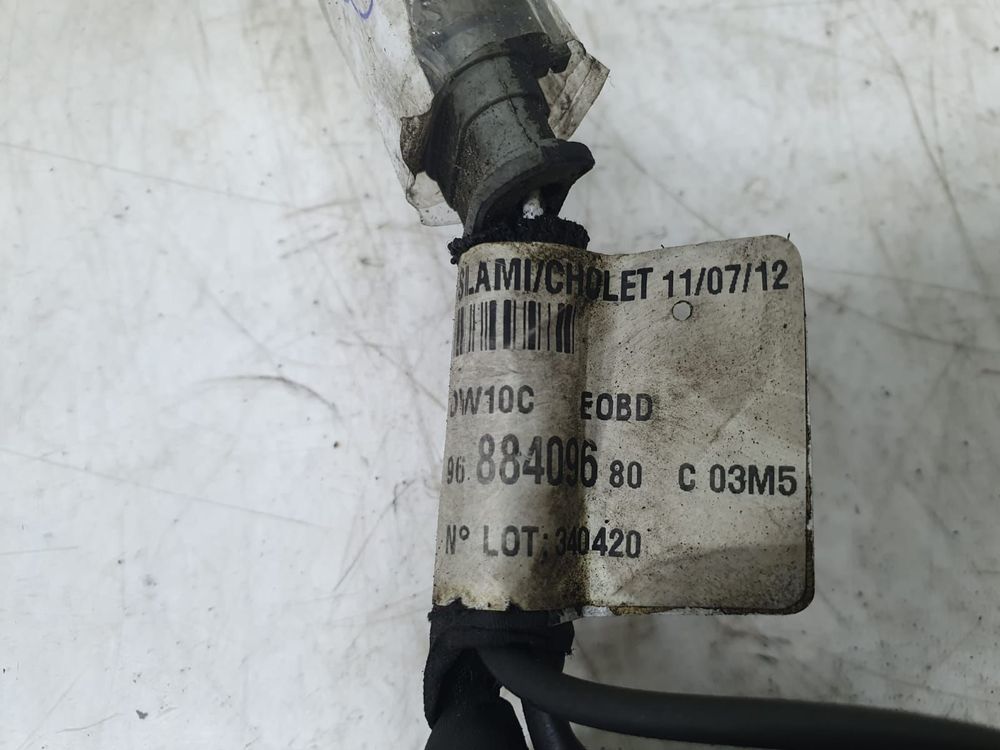 SLAMI/CHOLET 11/07/12
DW10C EOBD
96 884096 80 C 03M5
N° LOT: 340420